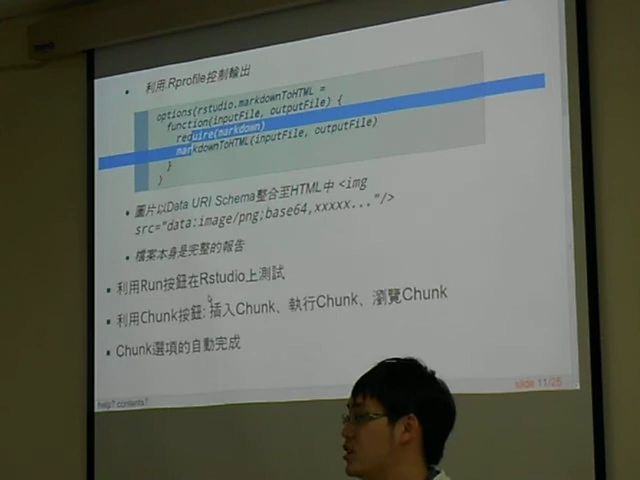 利用.Rprofile控制輸出
options(rstudio.markdownToHTML =
function(inputFile, outputFile) {
require(markdown)
markdownToHTML(inputFile, outputFile)
}
)
圖片以Data URI Schema整合至HTML中 <img
src="data:image/png;base64,xxxxx..."/>
檔案本身是完整的報告
利用Run按鈕在Rstudio上測試
利用Chunk按鈕: 插入Chunk、執行Chunk、瀏覽Chunk
Chunk選項的自動完成
help? contents?
slide 11/25